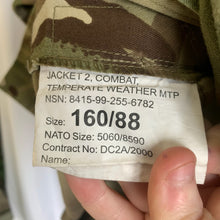 JACKET 2, COMBAT,
TEMPERATE WEATHER MTP
NSN: 8415-99-255-6782
Size: 160/88
NATO Size: 5060/8590
Contract No: DC2A/2000
Name: